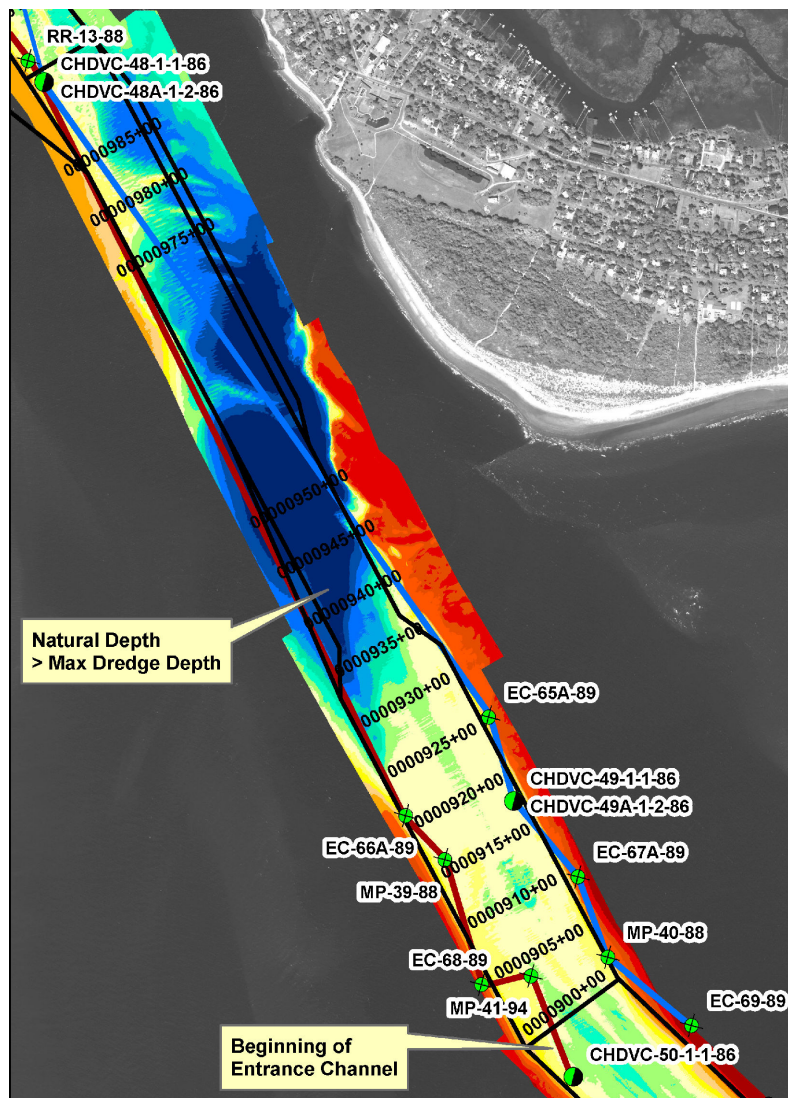 RR-13-88
CHDVC-48-1-1-86
CHDVC-48A-1-2-86
00000985+00
00000980+00
00000975+00
00000950+00
00000945+00
00000940+00
Natural Depth
> Max Dredge Depth
0000935+00
0000930+00
EC-65A-89
0000925+00
CHDVC-49-1-1-86
CHDVC-49A-1-2-86
0000920+00
EC-66A-89
0000915+00
EC-67A-89
MP-39-88
0000910+00
MP-40-88
0000905+00
EC-68-89
0000900+00
EC-69-89
MP-41-94
Beginning of
Entrance Channel
CHDVC-50-1-1-86